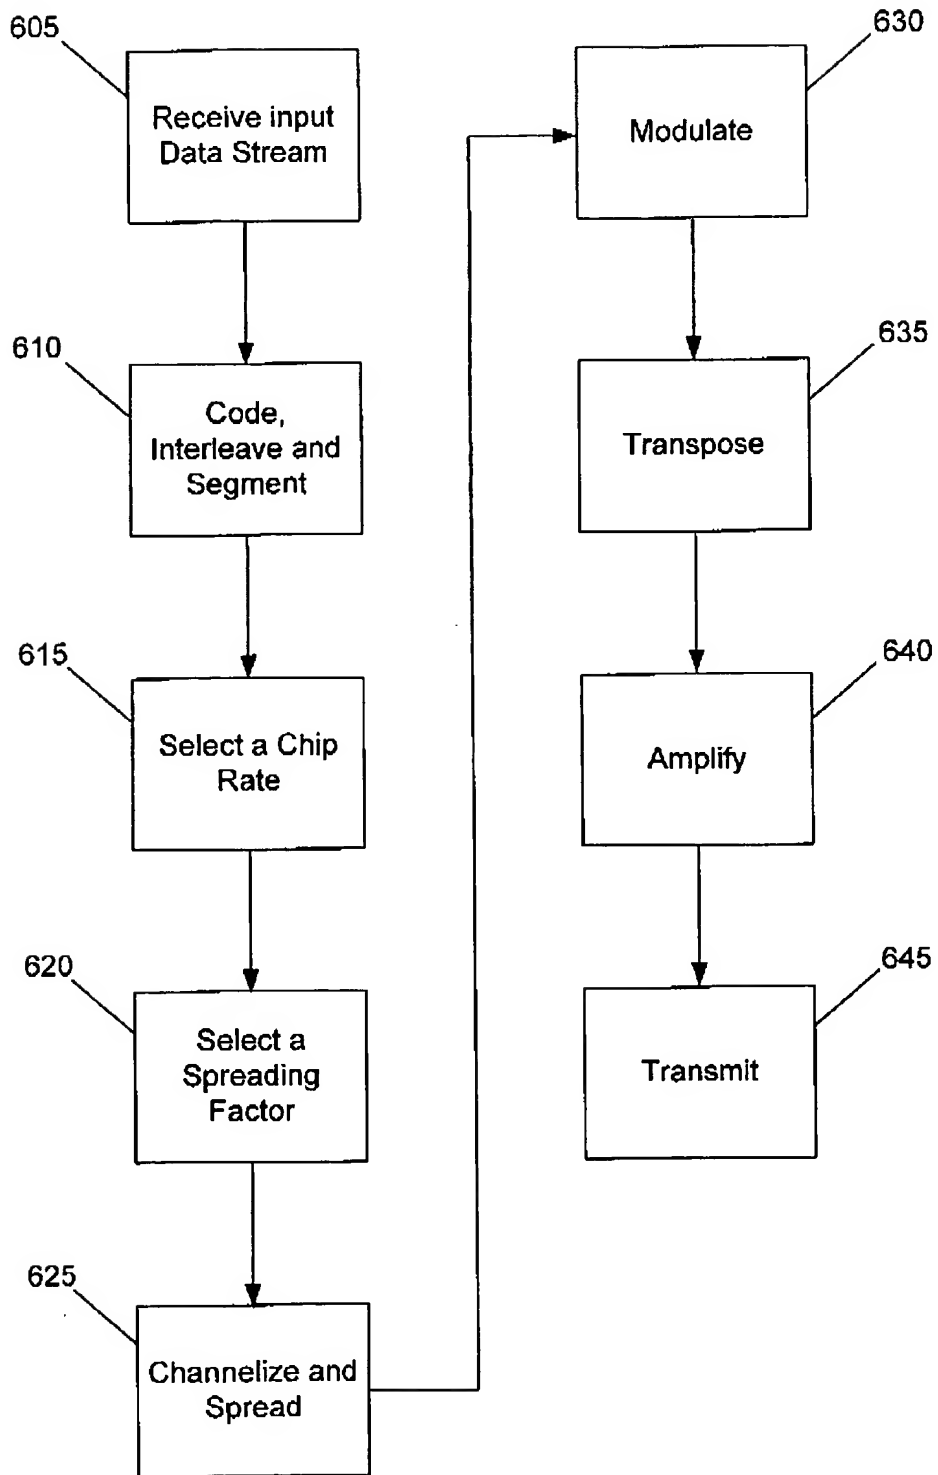 605
Receive input
Data Stream
610
Code,
Interleave and
Segment
615
Select a Chip
Rate
620
Select a
Spreading
Factor
625
Channelize and
Spread
630
Modulate
635
Transpose
640
Amplify
645
Transmit